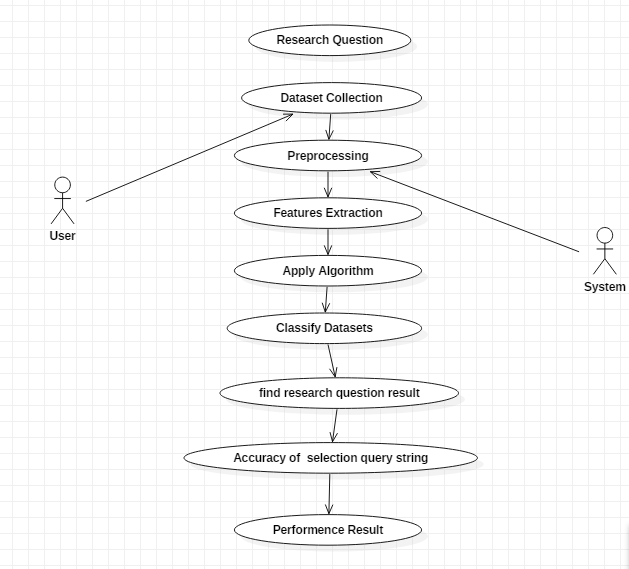 Research Question
Dataset Collection
Preprocessing
Features Extraction
User
Apply Algorithm
System
Classify Datasets
find research question result
Accuracy of  selection query string
Performence Result